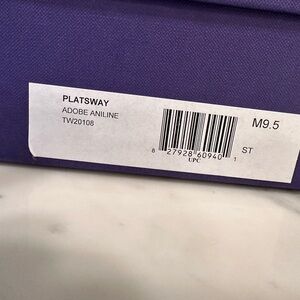 PLATSWAY
ADOBE ANILINE
TW20108
M9.5
8 27928 60940 1
UPC
ST